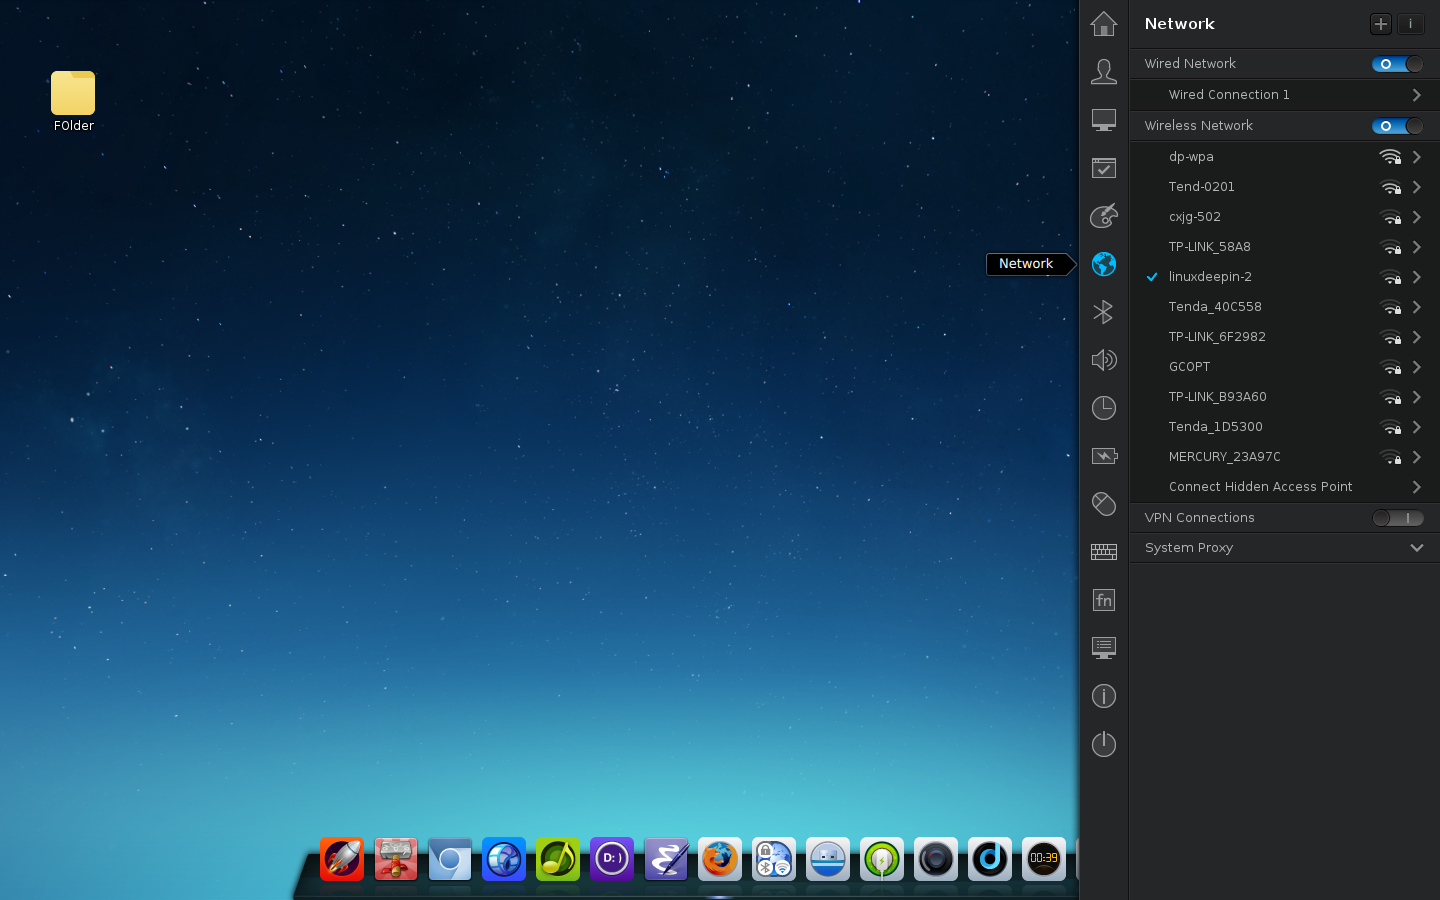 FOlder
Network
Network
Wired Network
Wired Connection 1
Wireless Network
dp-wpa
Tend-0201
cxjg-502
TP-LINK_58A8
linuxdeepin-2
Tenda_40C558
TP-LINK_6F2982
GCOPT
TP-LINK_B93A60
Tenda_1D5300
MERCURY_23A97C
Connect Hidden Access Point
VPN Connections
System Proxy
fn
D: )
00:39